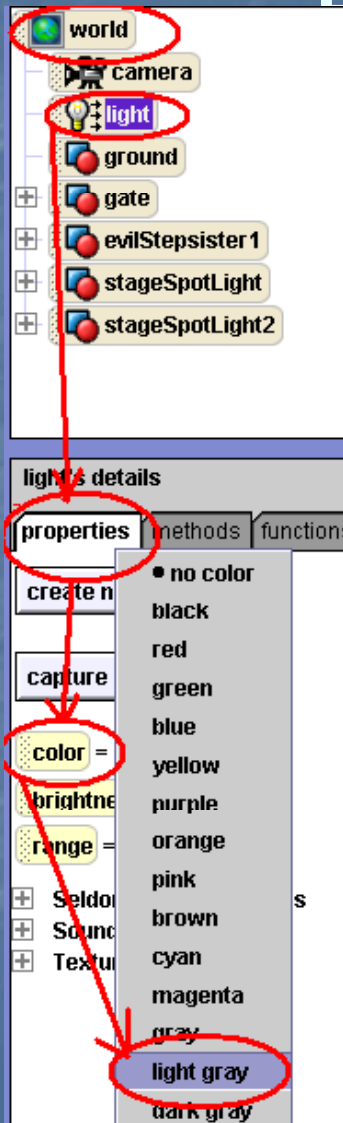 world
camera
light
ground
gate
evilStepsister1
stageSpotLight
stageSpotLight2
light's details
properties methods functions
create n
capture
color =
brightne
range =
Seldo s
Sound
Textu
no color
black
red
green
blue
yellow
purple
orange
pink
brown
cyan
magenta
gray
light gray
dark gray